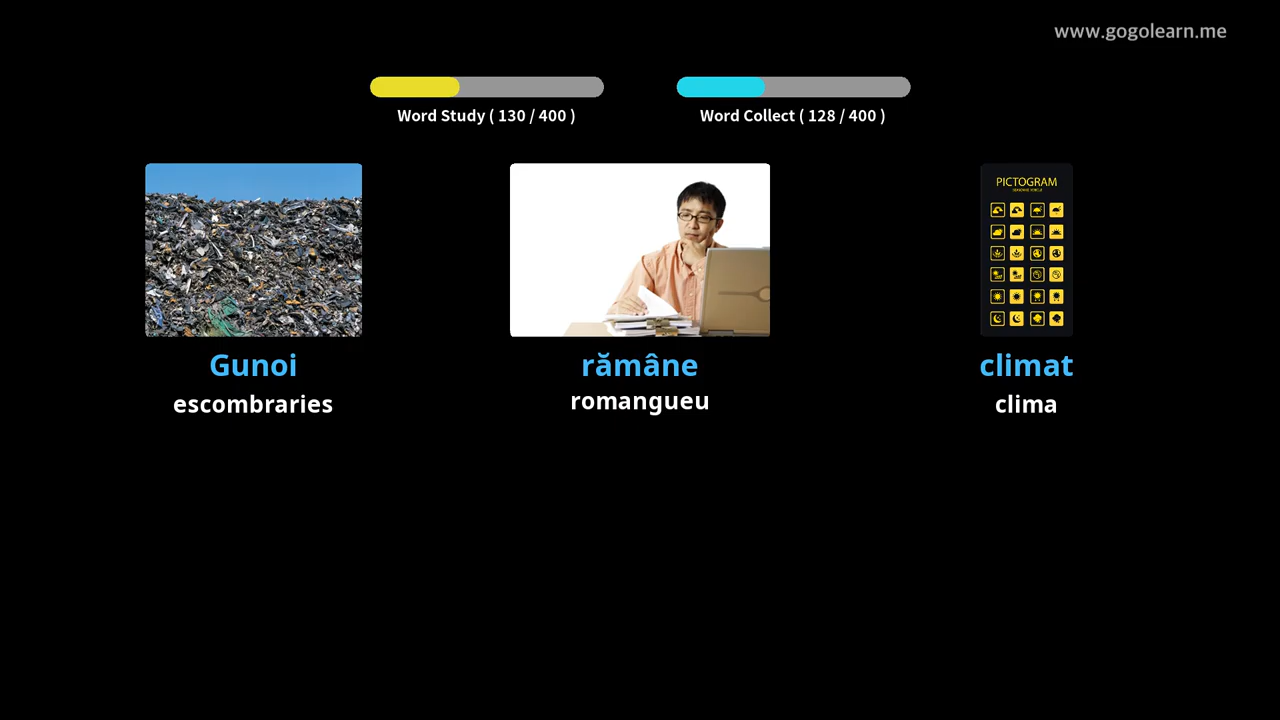 www.gogolearn.me
Word Study ( 130 / 400 )
Word Collect ( 128 / 400 )
PICTOGRAM
Gunoi
rămâne
climat
escombraries
romangueu
clima